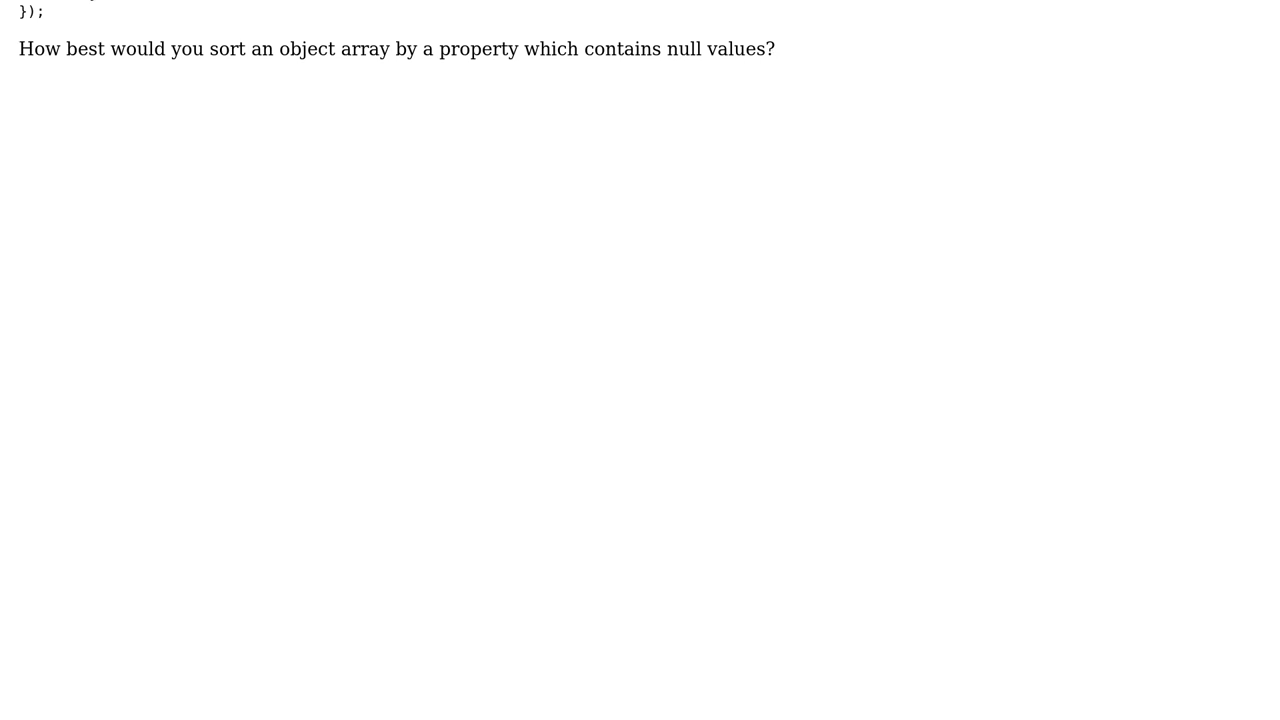 });
How best would you sort an object array by a property which contains null values?